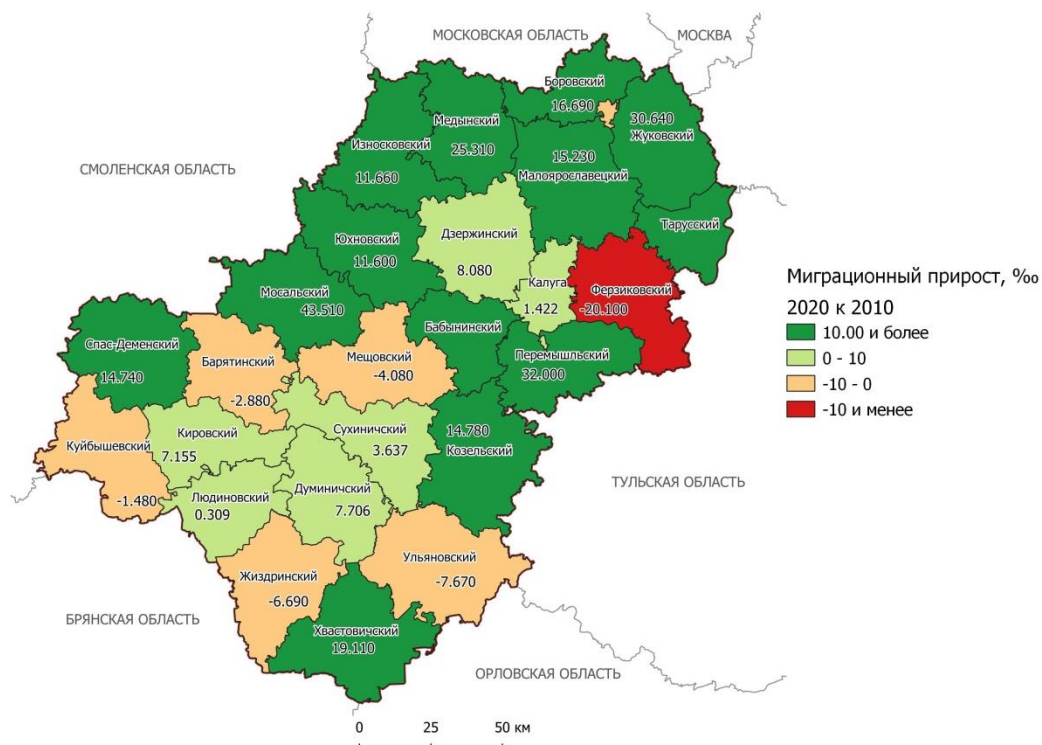 МОСКОВСКАЯ ОБЛАСТЬ
МОСКВА
СМОЛЕНСКАЯ ОБЛАСТЬ
Боровский
16.690
30.640
Жуковский
Медынский
25.310
Износковский
11.660
15.230
Малоярославецкий
Тарусский
Дзержинский
8.080
Юхновский
11.600
Калуга
1.422
Ферзиковский
-20.100
Мосальский
43.510
Бабынинский
Перемышльский
32.000
Спас-Деменский
14.740
Барятинский
-2.880
Мещовский
-4.080
Куйбышевский
-1.480
Кировский
7.155
Сухиничский
3.637
14.780
Козельский
Людиновский
0.309
Думиничский
7.706
Жиздринский
-6.690
Ульяновский
-7.670
Хвастовичский
19.110
ТУЛЬСКАЯ ОБЛАСТЬ
БРЯНСКАЯ ОБЛАСТЬ
ОРЛОВСКАЯ ОБЛАСТЬ
Миграционный прирост, ‰
2020 к 2010
10.00 и более
0 - 10
-10 - 0
-10 и менее
0 25 50 км